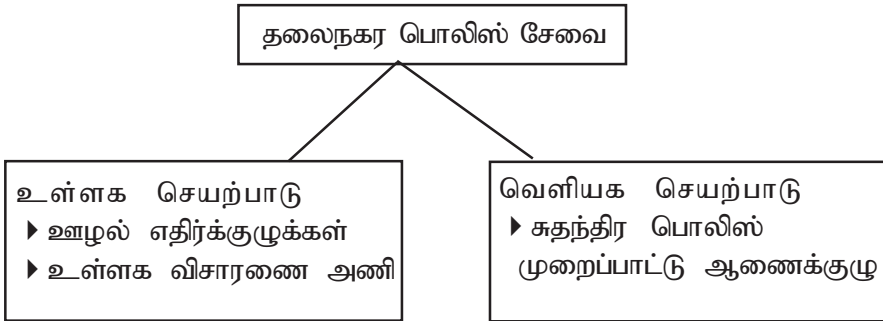 தலைநகர பொலிஸ் சேவை
உள்ளக செயற்பாடு
ஊழல் எதிர்க்குழுக்கள்
உள்ளக விசாரணை அணி
வெளியக செயற்பாடு
சுதந்திர பொலிஸ்
முறைப்பாட்டு ஆணைக்குழு